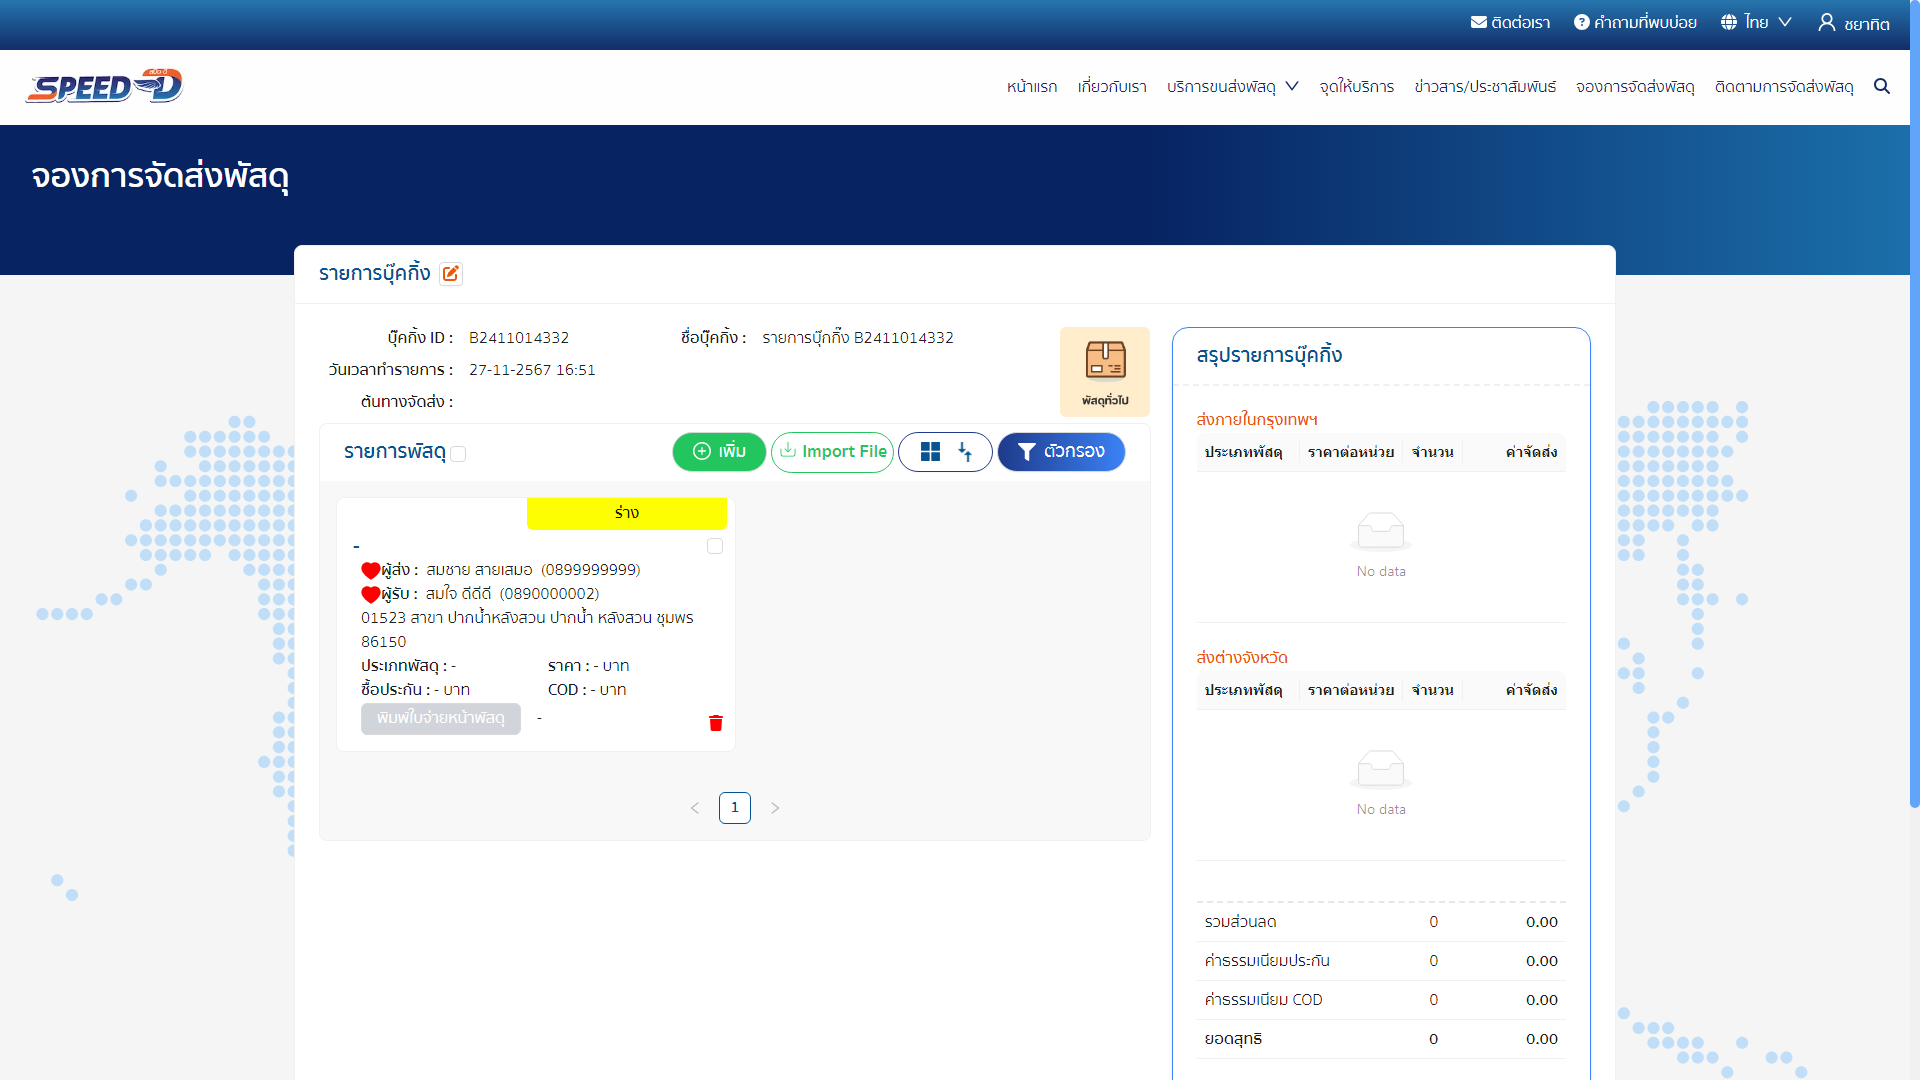 ติดต่อเรา คำถามที่พบบ่อย ไทย ชยาทิต
สปีด-ดี
SPEED-D
หน้าแรก เกี่ยวกับเรา บริการขนส่งพัสดุ จุดให้บริการ ข่าวสาร/ประชาสัมพันธ์ จองการจัดส่งพัสดุ ติดตามการจัดส่งพัสดุ
จองการจัดส่งพัสดุ
รายการบุ๊คกิ้ง
บุ๊คกิ้ง ID : B2411014332 ชื่อบุ๊คกิ้ง : รายการบุ๊กกิ้ง B2411014332
วันเวลาทำรายการ : 27-11-2567 16:51
ต้นทางจัดส่ง :
พัสดุทั่วไป
รายการพัสดุ เพิ่ม Import File ตัวกรอง
ร่าง
-
ผู้ส่ง : สมชาย สายเสมอ (0899999999)
ผู้รับ : สมใจ ดีดีดี (0890000002)
01523 สาขา ปากน้ำหลังสวน ปากน้ำ หลังสวน ชุมพร
86150
ประเภทพัสดุ : - ราคา : - บาท
ซื้อประกัน : - บาท COD : - บาท
พิมพ์ใบจ่ายหน้าพัสดุ -
1
สรุปรายการบุ๊คกิ้ง
ส่งภายในกรุงเทพฯ
ประเภทพัสดุ ราคาต่อหน่วย จำนวน ค่าจัดส่ง
No data
ส่งต่างจังหวัด
ประเภทพัสดุ ราคาต่อหน่วย จำนวน ค่าจัดส่ง
No data
รวมส่วนลด 0 0.00
ค่าธรรมเนียมประกัน 0 0.00
ค่าธรรมเนียม COD 0 0.00
ยอดสุทธิ 0 0.00